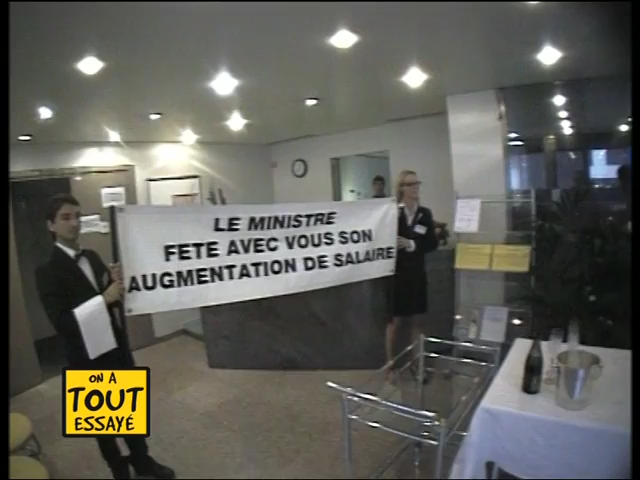 LE MINISTRE
FETE AVEC VOUS SON
AUGMENTATION DE SALAIRE
ON A
TOUT
ESSAYÉ